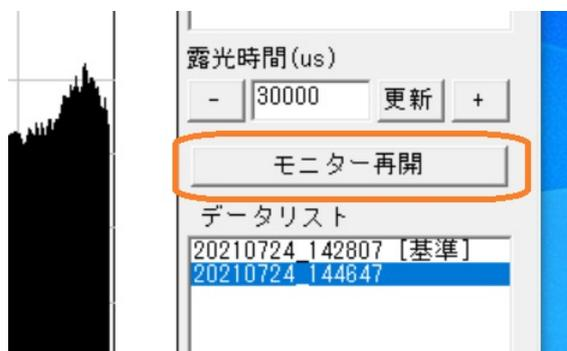 露光時間(us)
- 30000 更新 +
モニター再開
データリスト
20210724_142807 [基準]
20210724_144647